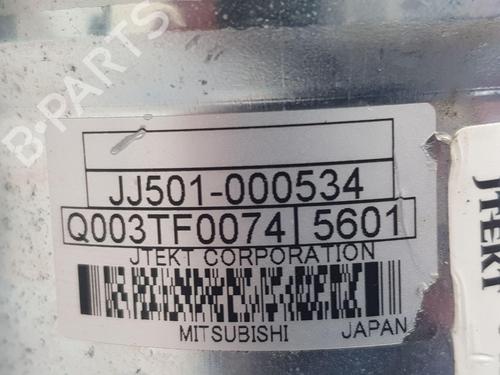 B-PARTS
JJ501-000534
Q003TF0074 5601
JTEKT CORPORATION
MITSUBISHI JAPAN
JTEKT